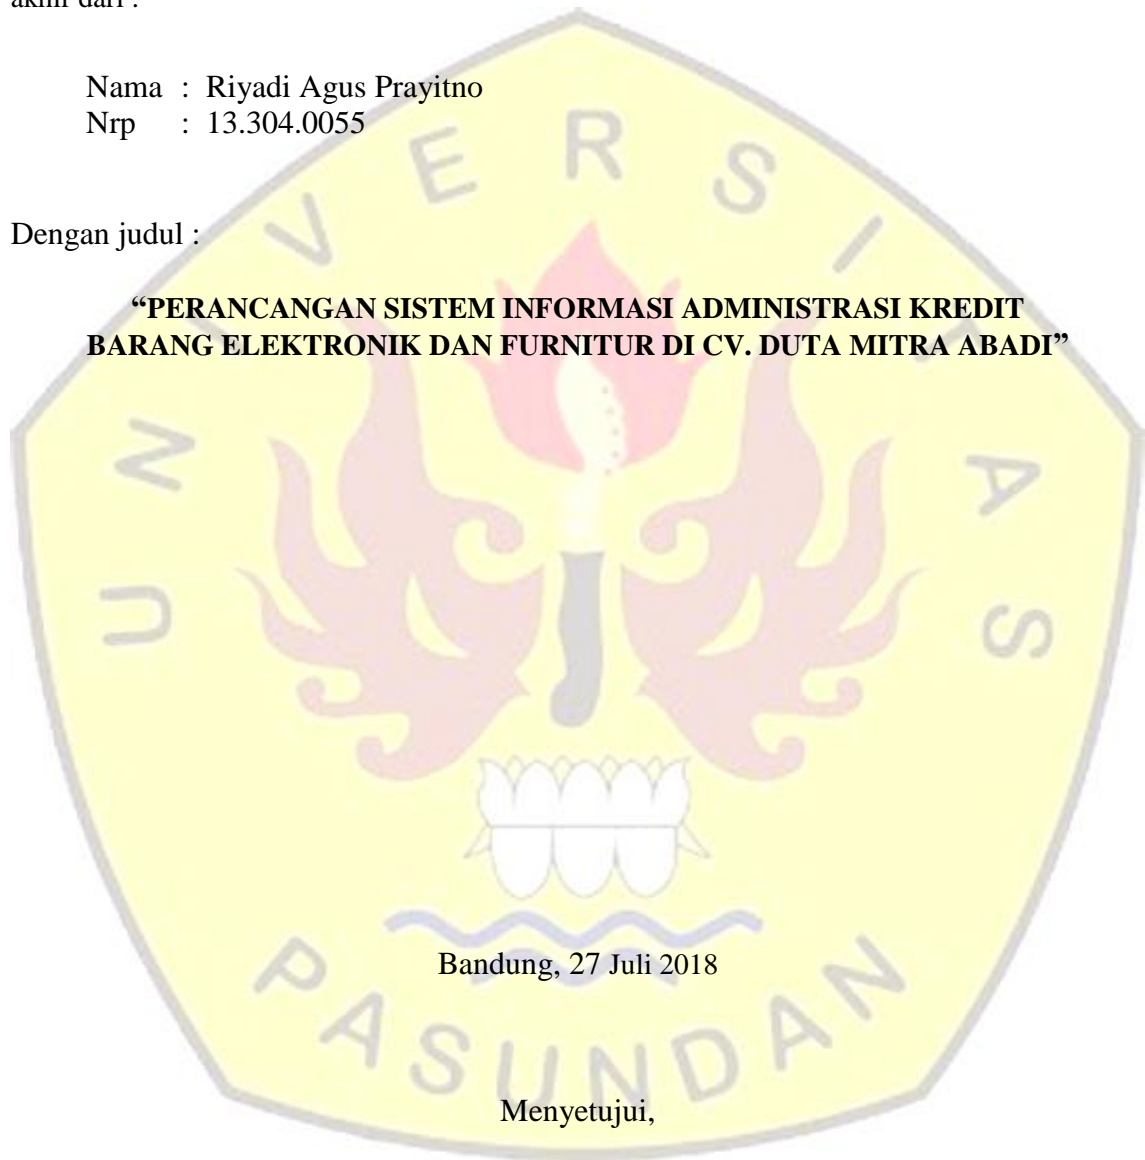 akhir dari :
Nama : Riyadi Agus Prayitno
Nrp : 13.304.0055
Dengan judul :
“PERANCANGAN SISTEM INFORMASI ADMINISTRASI KREDIT
BARANG ELEKTRONIK DAN FURNITUR DI CV. DUTA MITRA ABADI”
UNIVERSITAS
Bandung, 27 Juli 2018
PASUNDAN
Menyetujui,